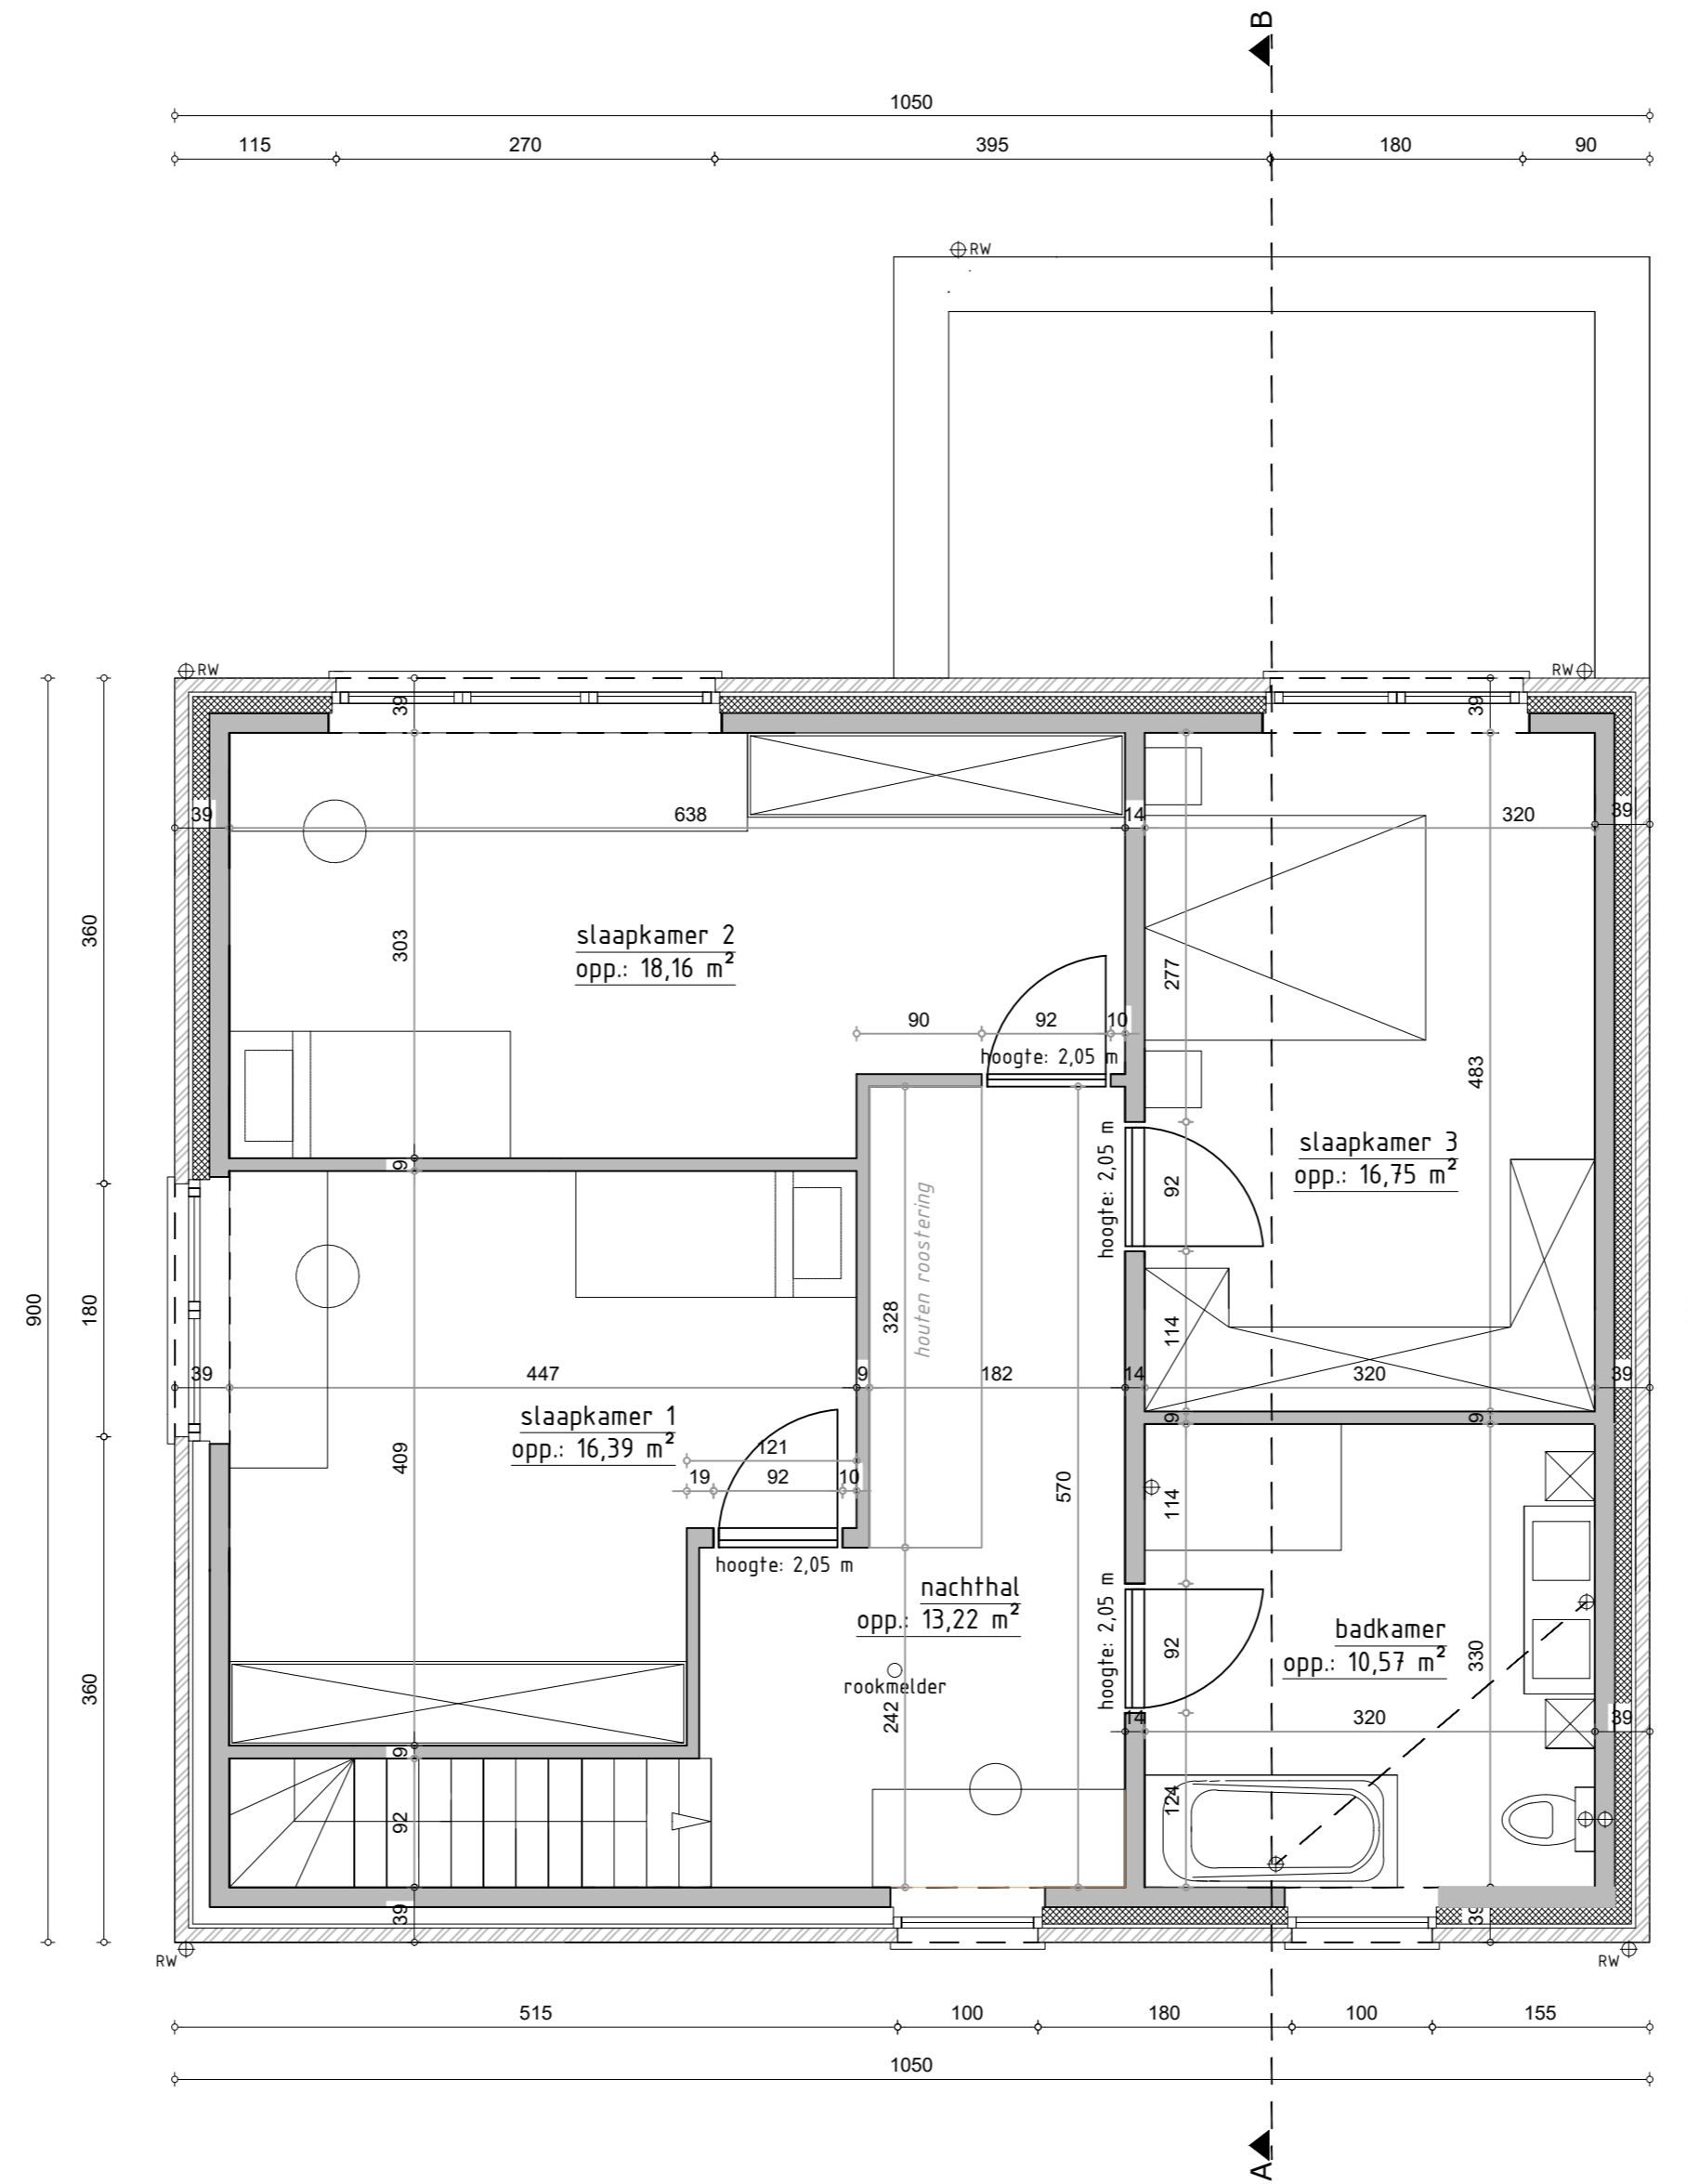 B
1050
115 270 395 180 90
RW
RW RW
39 39
39 638 14 320 39
360
303
slaapkamer 2
opp.: 18,16 m²
277
90 92 10
hoogte: 2,05 m
483
slaapkamer 3
opp.: 16,75 m²
hoogte: 2,05 m
92
9
houten roostering
900
180
328
114
39 447 9 182 14 320 39
slaapkamer 1
opp.: 16,39 m²
9 9
121
19 92 10
409
570
114
hoogte: 2,05 m
nachthal
opp.: 13,22 m²
hoogte: 2,05 m
92
badkamer
opp.: 10,57 m²
330
360
rookmelder
242
14 320 39
9
92
124
39 39
RW RW
515 100 180 100 155
1050
A